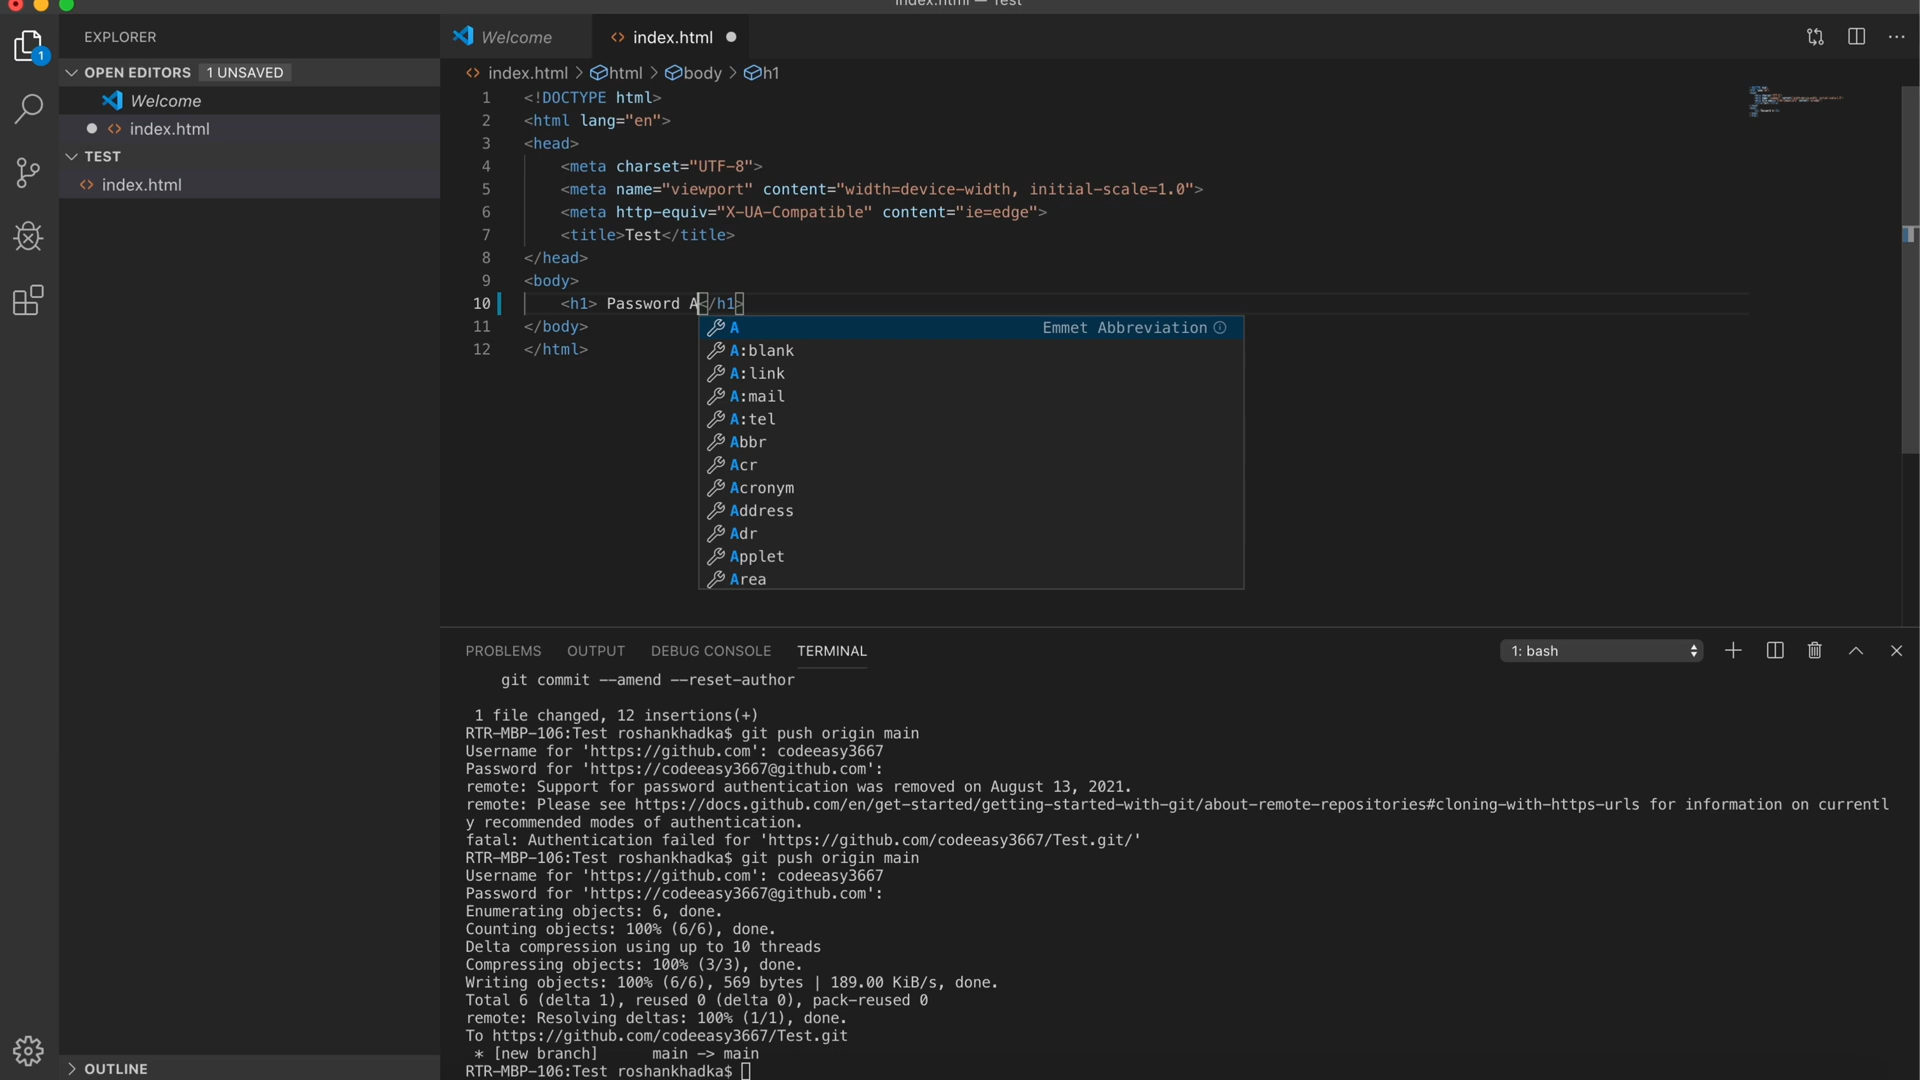 index.html — Test
EXPLORER
OPEN EDITORS 1 UNSAVED
Welcome
index.html
TEST
index.html
OUTLINE
1
Welcome
index.html
index.html > html > body > h1
1 <!DOCTYPE html>
2 <html lang="en">
3 <head>
4 <meta charset="UTF-8">
5 <meta name="viewport" content="width=device-width, initial-scale=1.0">
6 <meta http-equiv="X-UA-Compatible" content="ie=edge">
7 <title>Test</title>
8 </head>
9 <body>
10 <h1> Password A</h1>
11 </body>
12 </html>
A Emmet Abbreviation
A:blank
A:link
A:mail
A:tel
Abbr
Acr
Acronym
Address
Adr
Applet
Area
PROBLEMS OUTPUT DEBUG CONSOLE TERMINAL 1: bash
git commit --amend --reset-author
1 file changed, 12 insertions(+)
RTR-MBP-106:Test roshankhadka$ git push origin main
Username for 'https://github.com': codeeasy3667
Password for 'https://codeeasy3667@github.com':
remote: Support for password authentication was removed on August 13, 2021.
remote: Please see https://docs.github.com/en/get-started/getting-started-with-git/about-remote-repositories#cloning-with-https-urls for information on currentl
y recommended modes of authentication.
fatal: Authentication failed for 'https://github.com/codeeasy3667/Test.git/'
RTR-MBP-106:Test roshankhadka$ git push origin main
Username for 'https://github.com': codeeasy3667
Password for 'https://codeeasy3667@github.com':
Enumerating objects: 6, done.
Counting objects: 100% (6/6), done.
Delta compression using up to 10 threads
Compressing objects: 100% (3/3), done.
Writing objects: 100% (6/6), 569 bytes | 189.00 KiB/s, done.
Total 6 (delta 1), reused 0 (delta 0), pack-reused 0
remote: Resolving deltas: 100% (1/1), done.
To https://github.com/codeeasy3667/Test.git
* [new branch] main -> main
RTR-MBP-106:Test roshankhadka$